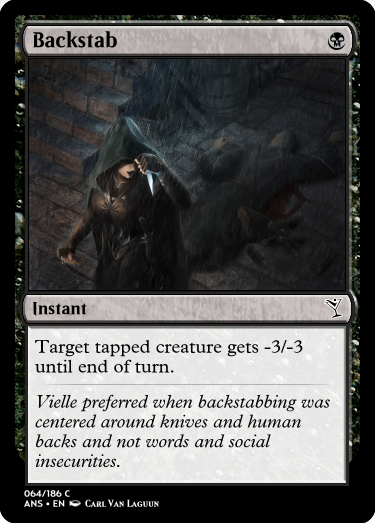 Backstab
Instant
Target tapped creature gets -3/-3
until end of turn.
Vielle preferred when backstabbing was
centered around knives and human
backs and not words and social
insecurities.
064/186 C
ANS • EN Carl Van Laguun